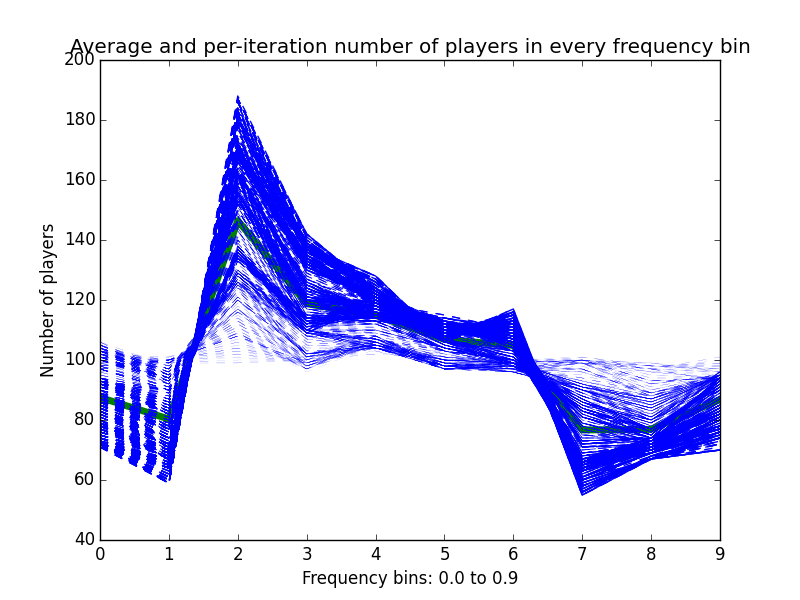 Average and per-iteration number of players in every frequency bin
200
180
160
140
120
100
80
60
40
Number of players
0 1 2 3 4 5 6 7 8 9
Frequency bins: 0.0 to 0.9